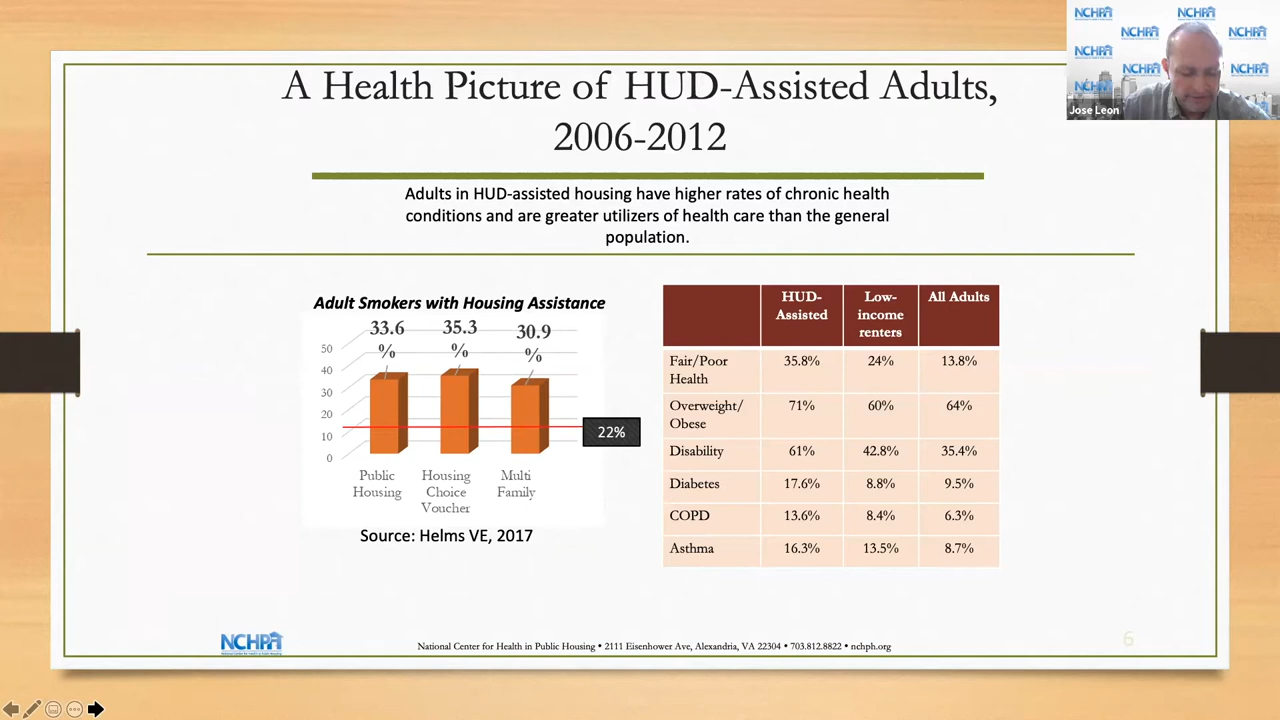 A Health Picture of HUD-Assisted Adults,
2006-2012
Adults in HUD-assisted housing have higher rates of chronic health
conditions and are greater utilizers of health care than the general
population.
Adult Smokers with Housing Assistance
33.6
%
35.3
%
30.9
%
50
40
30
20
10
0
22%
Public
Housing
Housing
Choice
Voucher
Multi
Family
Source: Helms VE, 2017
HUD-
Assisted
Low-
income
renters
All Adults
Fair/Poor
Health
35.8% 24% 13.8%
Overweight/
Obese
71% 60% 64%
Disability 61% 42.8% 35.4%
Diabetes 17.6% 8.8% 9.5%
COPD 13.6% 8.4% 6.3%
Asthma 16.3% 13.5% 8.7%
NCHPH
National Center for Health in Public Housing • 2111 Eisenhower Ave, Alexandria, VA 22304 • 703.812.8822 • nchph.org
6
NCHPH
NCHPH
NCHPH
NCHPH
NCHPH
NCHPH
NCHPH
NCHPH
Jose Leon